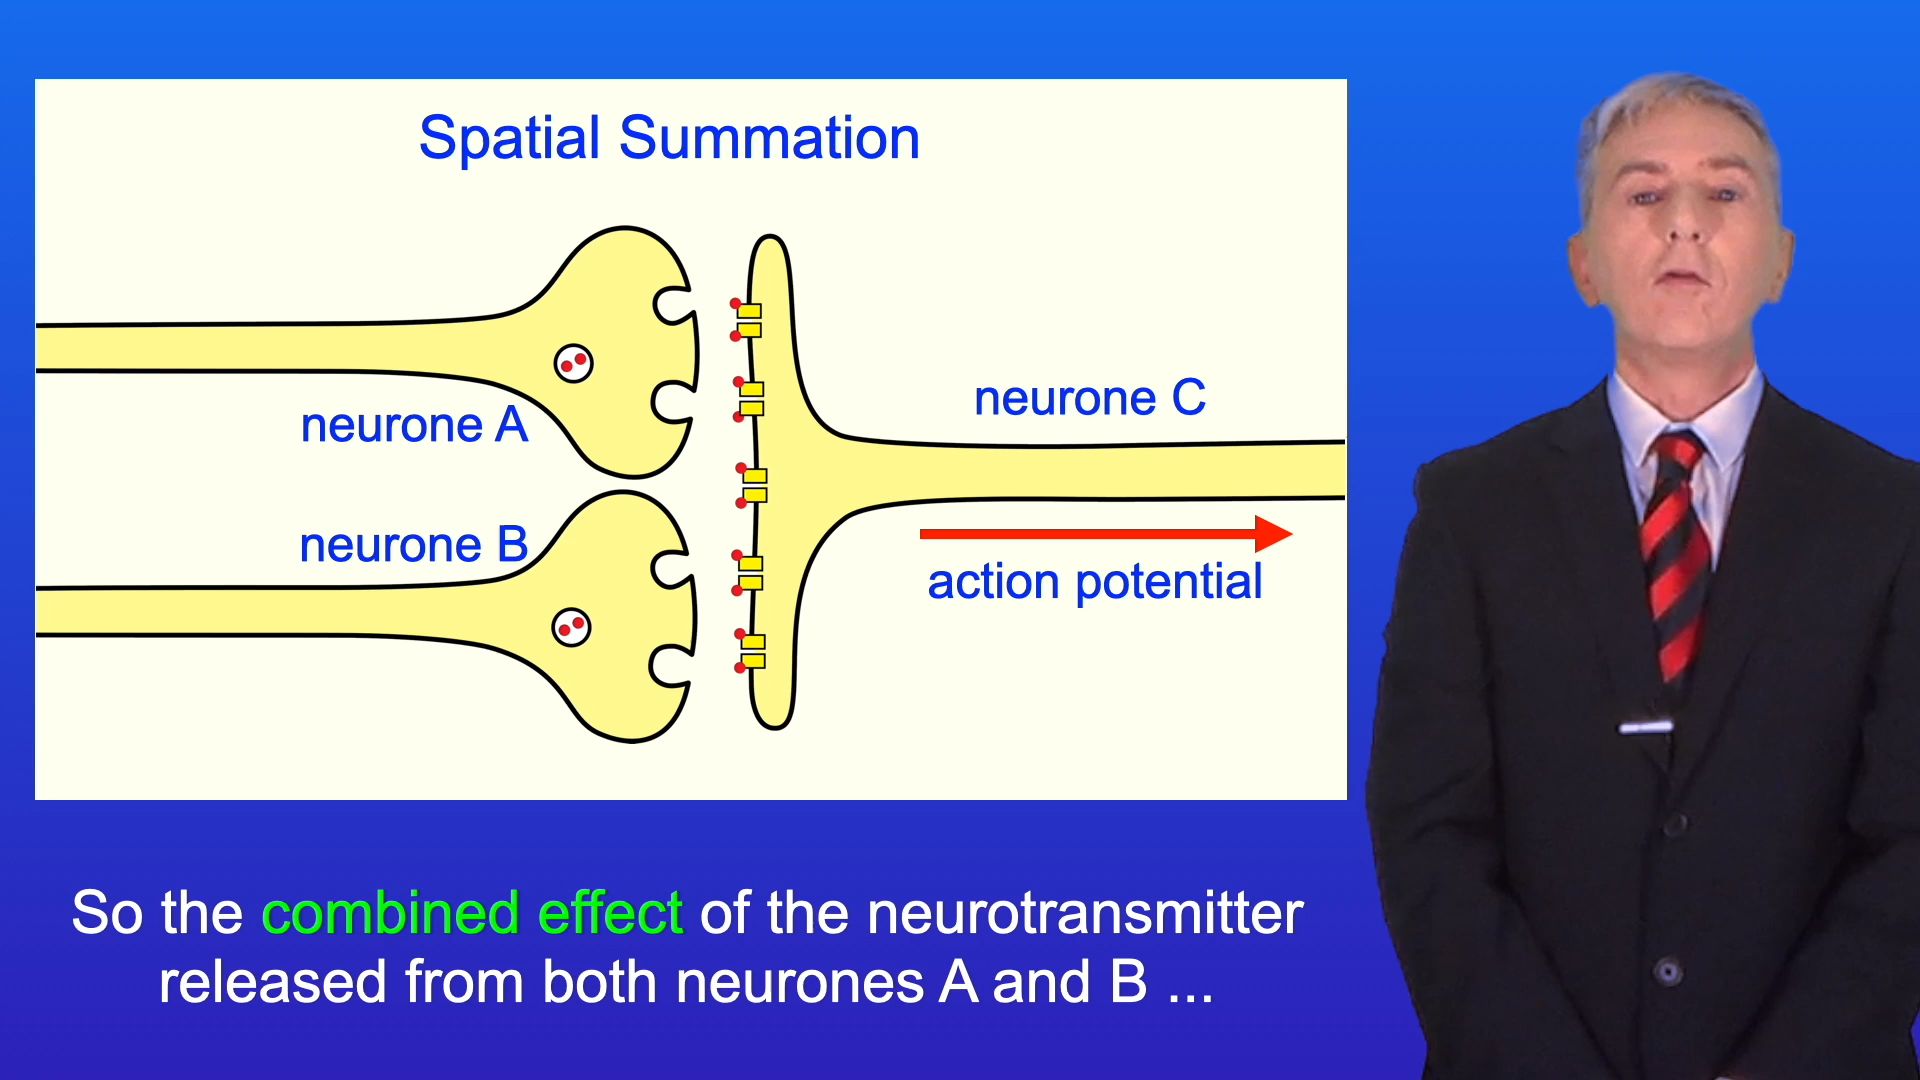 Spatial Summation
neurone A
neurone B
neurone C
action potential
So the combined effect of the neurotransmitter
released from both neurones A and B ...